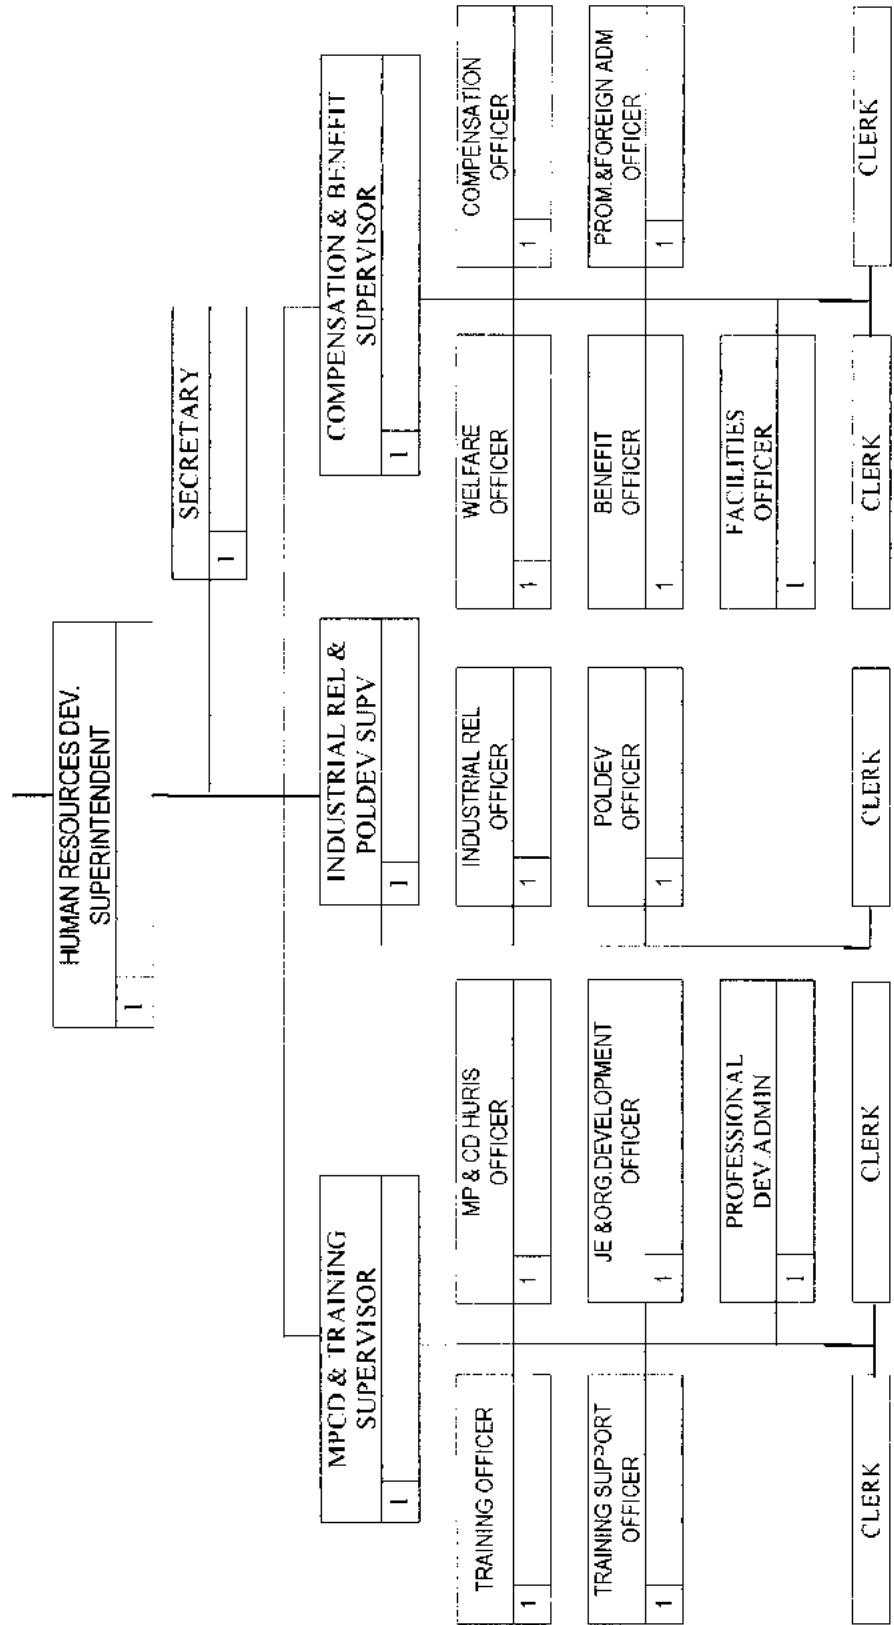 HUMAN RESOURCES DEV.
SUPERINTENDENT
1
SECRETARY
1
MPCD & TRAINING
SUPERVISOR
1
INDUSTRIAL REL &
POLDEV SUPV
1
COMPENSATION & BENEFIT
SUPERVISOR
1
TRAINING OFFICER
1
MP & CD HURIS
OFFICER
1
INDUSTRIAL REL
OFFICER
1
WELFARE
OFFICER
1
COMPENSATION
OFFICER
1
TRAINING SUPPORT
OFFICER
1
JE &ORG.DEVELOPMENT
OFFICER
1
POLDEV
OFFICER
1
BENEFIT
OFFICER
1
PROM.&FOREIGN ADM
OFFICER
1
PROFESSIONAL
DEV.ADMIN
1
FACILITIES
OFFICER
1
CLERK
CLERK
CLERK
CLERK
CLERK